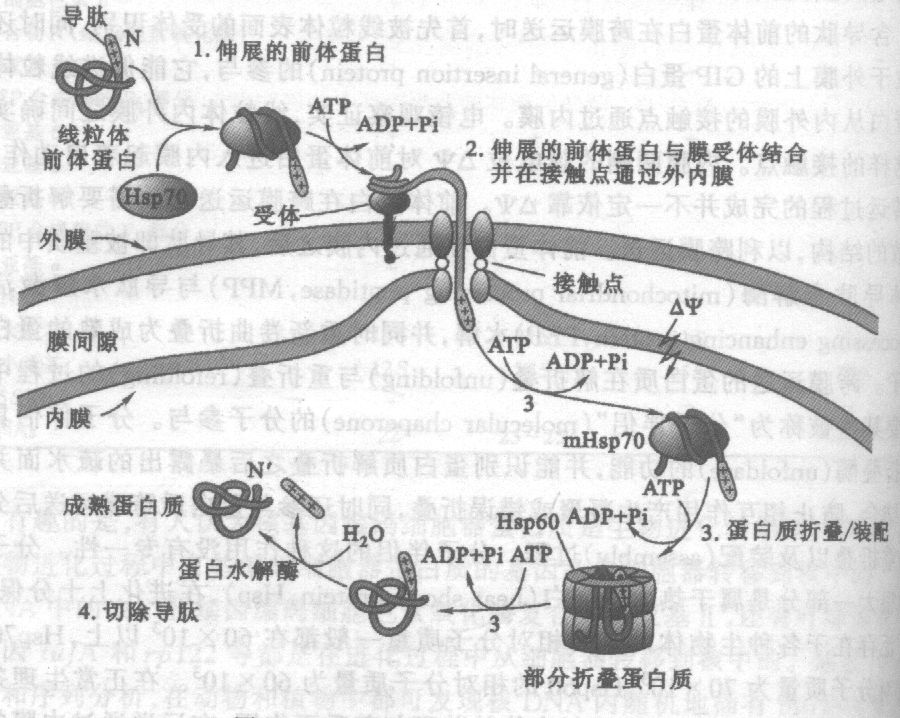 导肽
N
1. 伸展的前体蛋白
ATP
ADP+Pi
线粒体
前体蛋白
Hsp70
2. 伸展的前体蛋白与膜受体结合
并在接触点通过外内膜
受体
外膜
接触点
ΔΨ
膜间隙
ATP
ADP+Pi
3
内膜
mHsp70
ATP
N'
成熟蛋白质
H₂O
Hsp60
ADP+Pi
3. 蛋白质折叠/装配
ADP+Pi ATP
蛋白水解酶
4. 切除导肽
3
部分折叠蛋白质